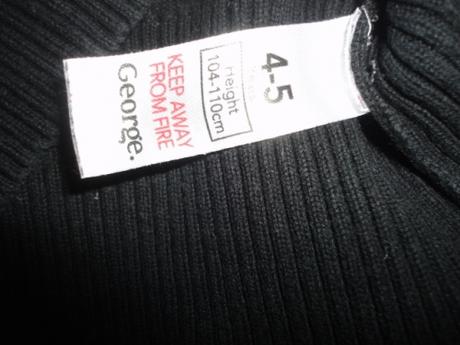 4-5
Height
104-110cm
KEEP AWAY
FROM FIRE
George.